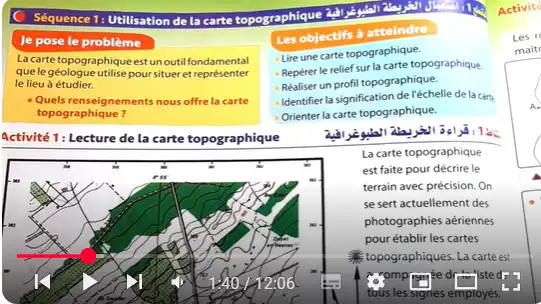 Séquence 1 : Utilisation de la carte topographique
استعمال الخريطة الطبوغرافية
Je pose le problème
La carte topographique est un outil fondamental
que le géologue utilise pour situer et représenter
le lieu à étudier.
• Quels renseignements nous offre la carte
topographique ?
Les objectifs à atteindre
• Lire une carte topographique.
• Repérer le relief sur la carte topographique.
• Réaliser un profil topographique.
• Identifier la signification de l'échelle de la carte
• Orienter la carte topographique.
Activité
Les
Activité 1 : Lecture de la carte topographique
قراءة الخريطة الطبوغرافية
La carte topographique
est faite pour décrire le
terrain avec précision. On
se sert actuellement des
photographies aériennes
pour établir les cartes
topographiques. La carte est
accompagnée de la liste de
tous les signes employés.
1:40 / 12:06